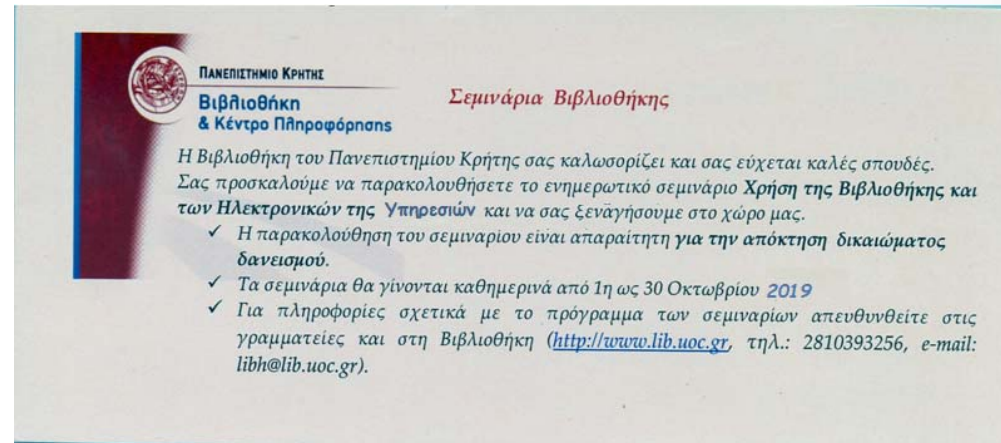 ΠΑΝΕΠΙΣΤΗΜΙΟ ΚΡΗΤΗΣ
Βιβλιοθήκη
& Κέντρο Πληροφόρησης
Σεμινάρια Βιβλιοθήκης
Η Βιβλιοθήκη του Πανεπιστημίου Κρήτης σας καλωσορίζει και σας εύχεται καλές σπουδές.
Σας προσκαλούμε να παρακολουθήσετε το ενημερωτικό σεμινάριο Χρήση της Βιβλιοθήκης και
των Ηλεκτρονικών της Υπηρεσιών και να σας ξεναγήσουμε στο χώρο μας.
✓ Η παρακολούθηση του σεμιναρίου είναι απαραίτητη για την απόκτηση δικαιώματος
δανεισμού.
✓ Τα σεμινάρια θα γίνονται καθημερινά από 1η ως 30 Οκτωβρίου 2019
✓ Για πληροφορίες σχετικά με το πρόγραμμα των σεμιναρίων απευθυνθείτε στις
γραμματείες και στη Βιβλιοθήκη (http://www.lib.uoc.gr, τηλ.: 2810393256, e-mail:
libh@lib.uoc.gr).